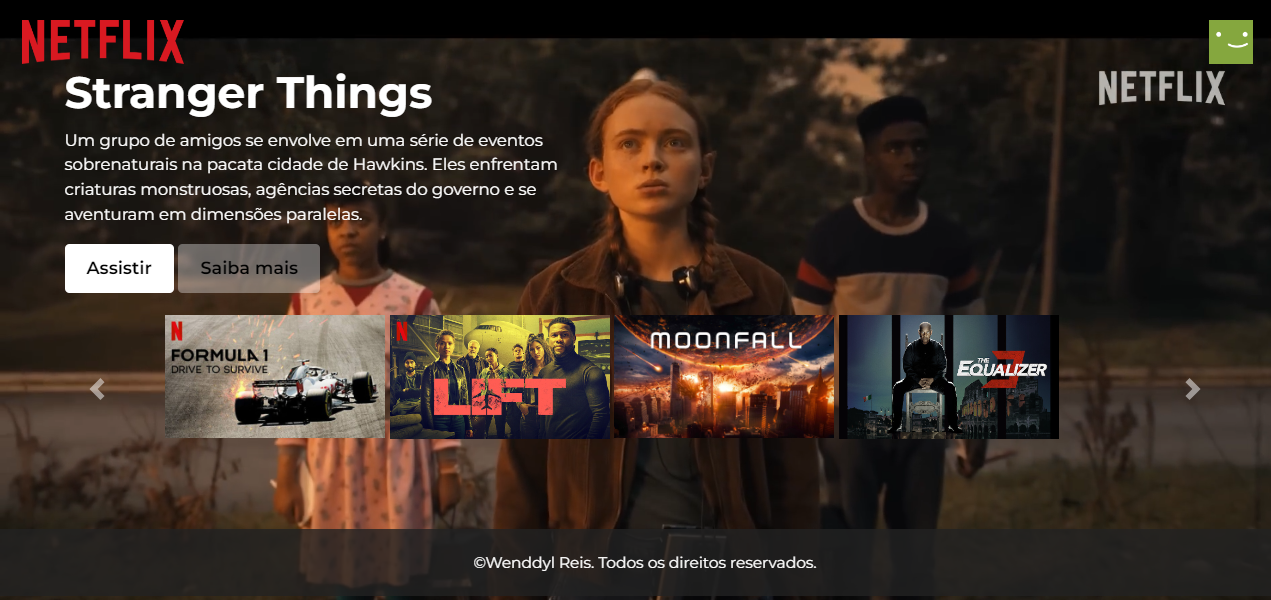 NETFLIX
NETFLIX
Stranger Things
Um grupo de amigos se envolve em uma série de eventos
sobrenaturais na pacata cidade de Hawkins. Eles enfrentam
criaturas monstruosas, agências secretas do governo e se
aventuram em dimensões paralelas.
Assistir
Saiba mais
N
FORMULA 1
DRIVE TO SURVIVE
N
LIFT
MOONFALL
THE
EQUALIZER
3
©Wenddyl Reis. Todos os direitos reservados.